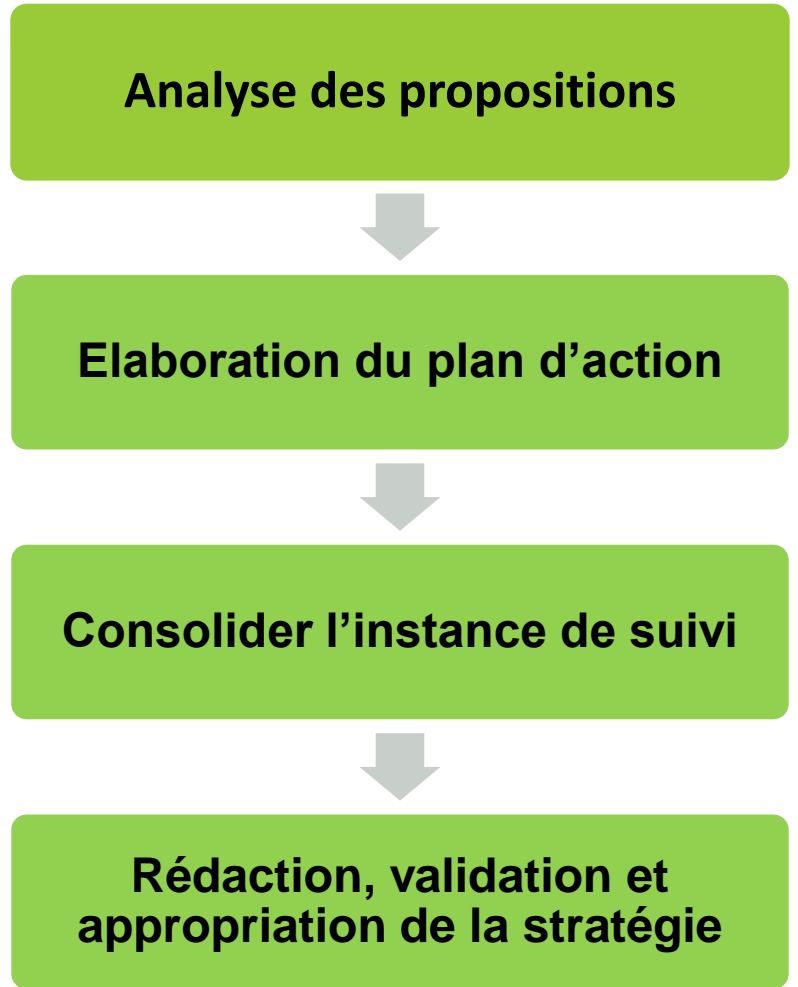 Analyse des propositions
Elaboration du plan d’action
Consolider l’instance de suivi
Rédaction, validation et
appropriation de la stratégie